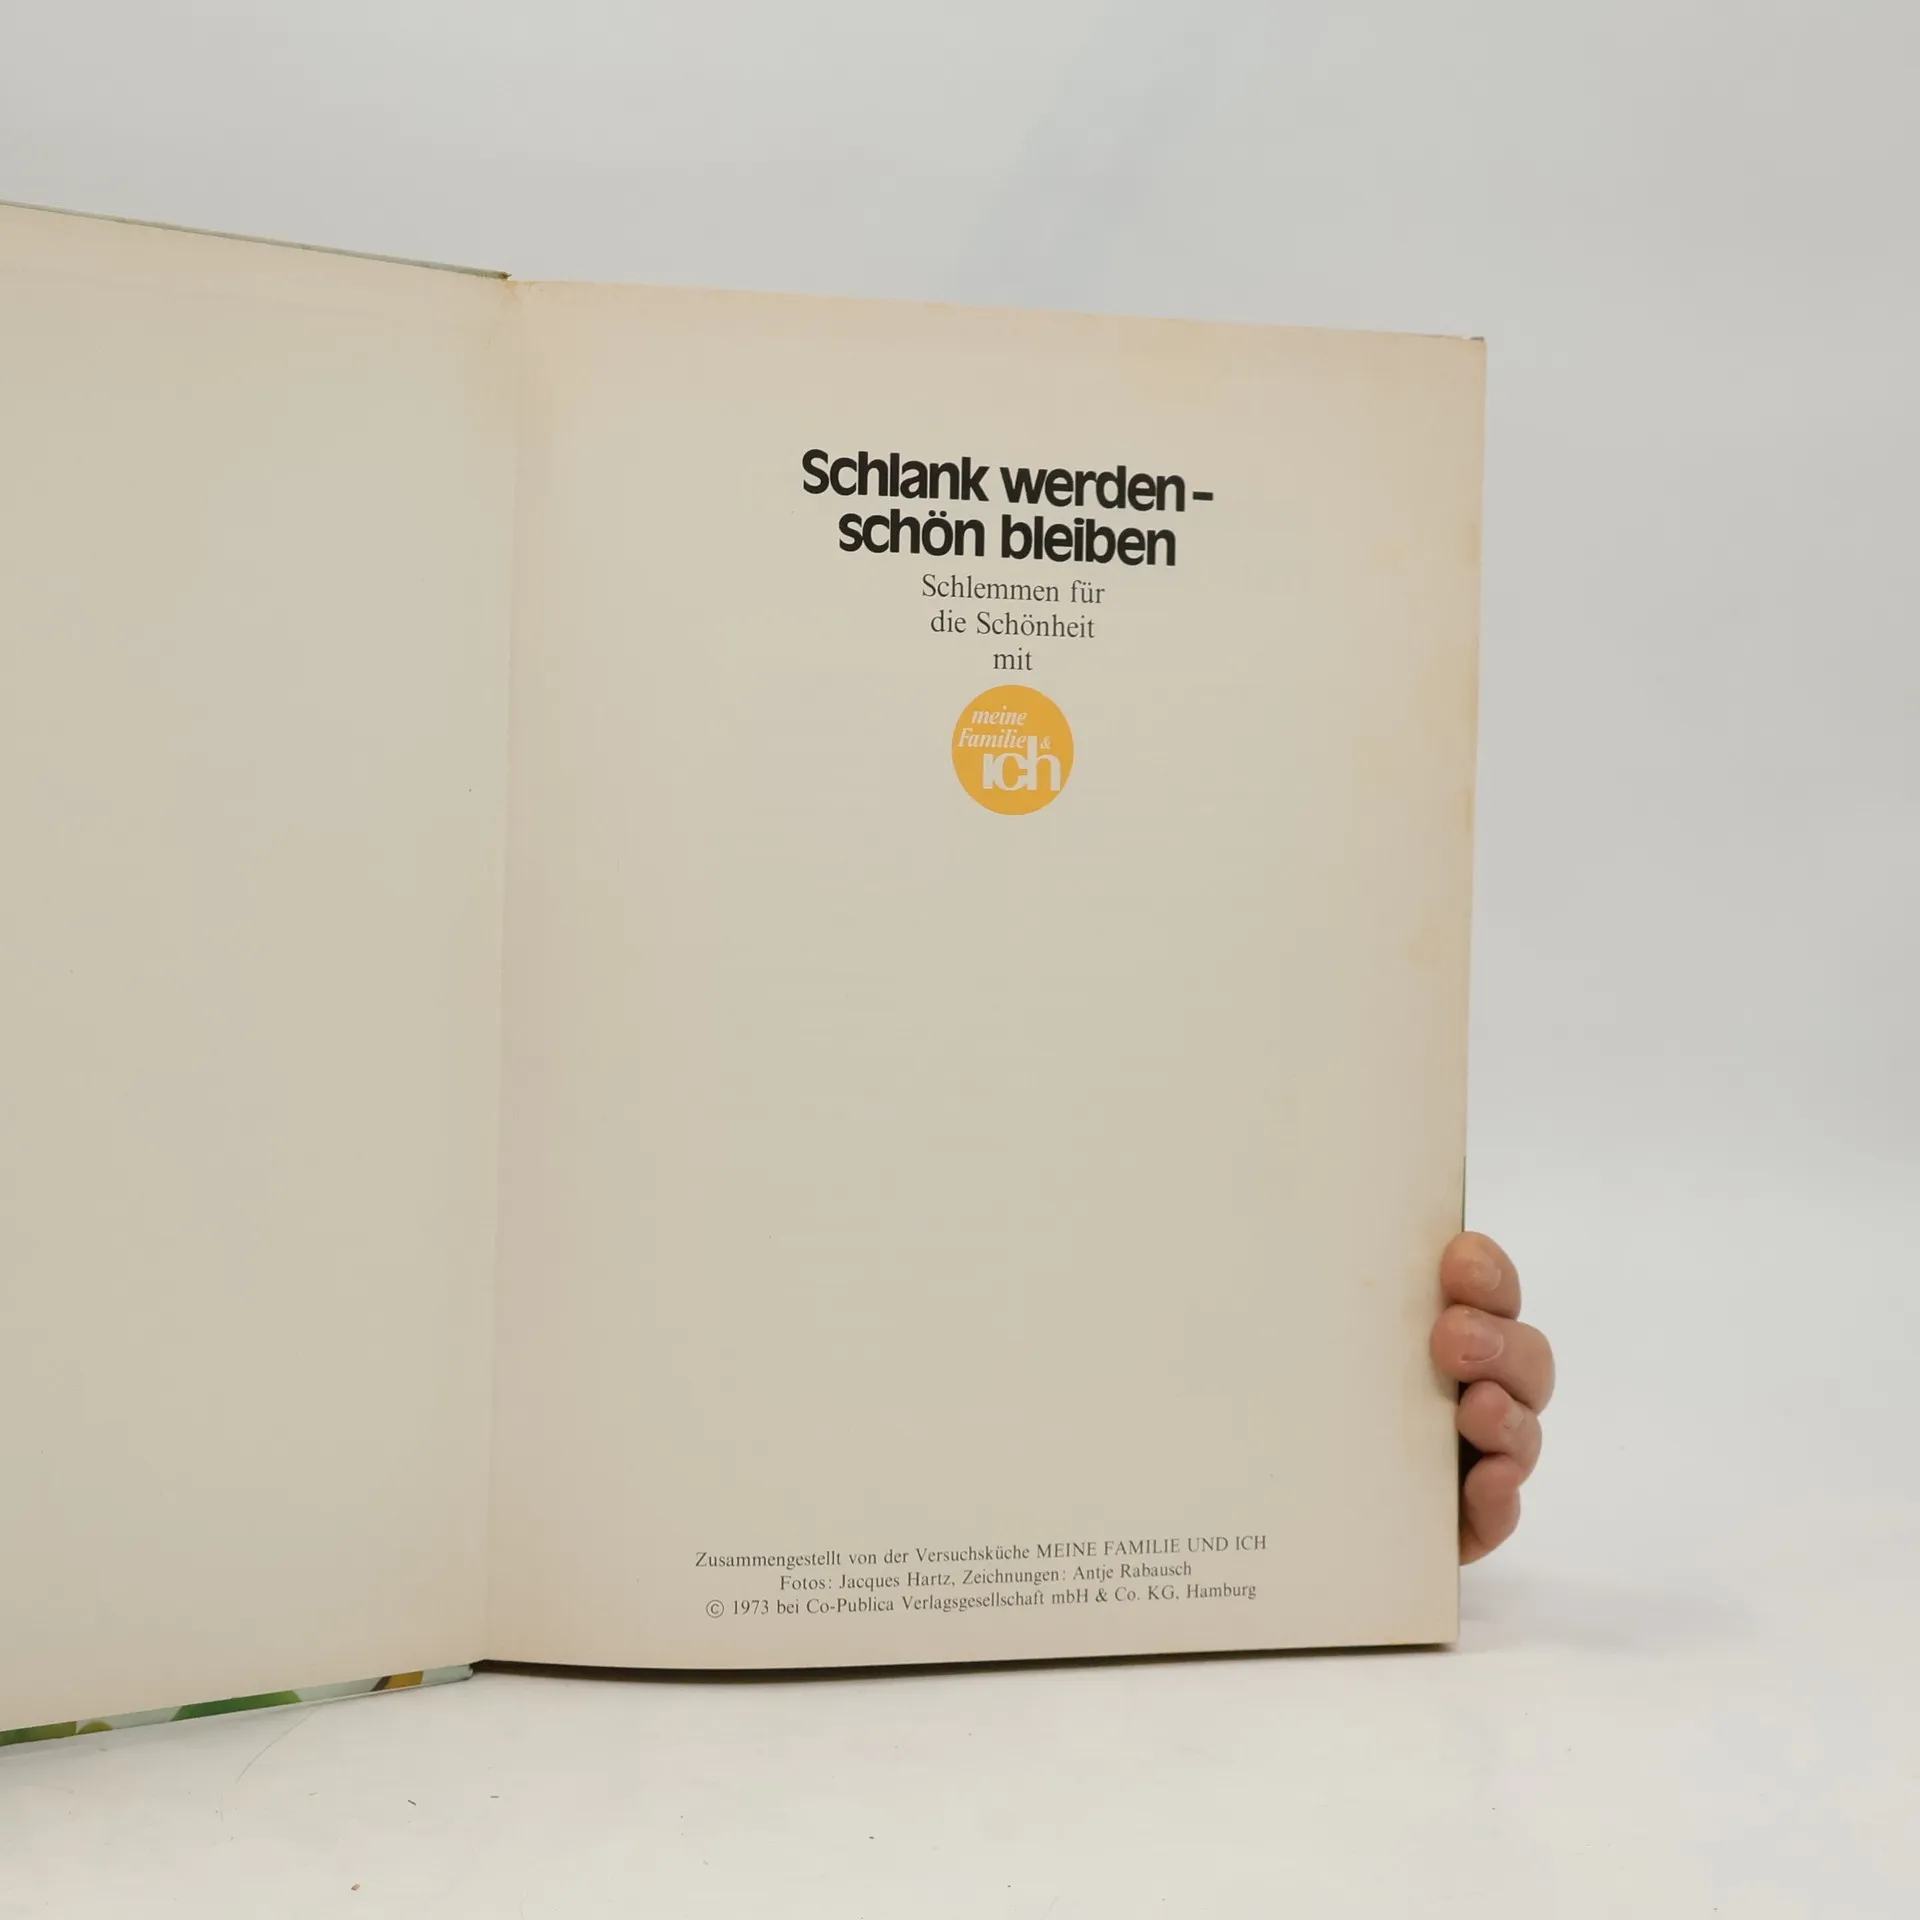 Schlank werden-
schön bleiben
Schlemmen für
die Schönheit
mit
meine
Familie &
ich
Zusammengestellt von der Versuchsküche MEINE FAMILIE UND ICH
Fotos: Jacques Hartz, Zeichnungen: Antje Rabausch
© 1973 bei Co-Publica Verlagsgesellschaft mbH & Co. KG, Hamburg